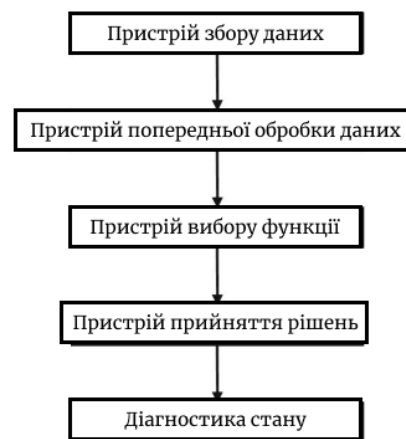 Пристрій збору даних
Пристрій попередньої обробки даних
Пристрій вибору функції
Пристрій прийняття рішень
Діагностика стану